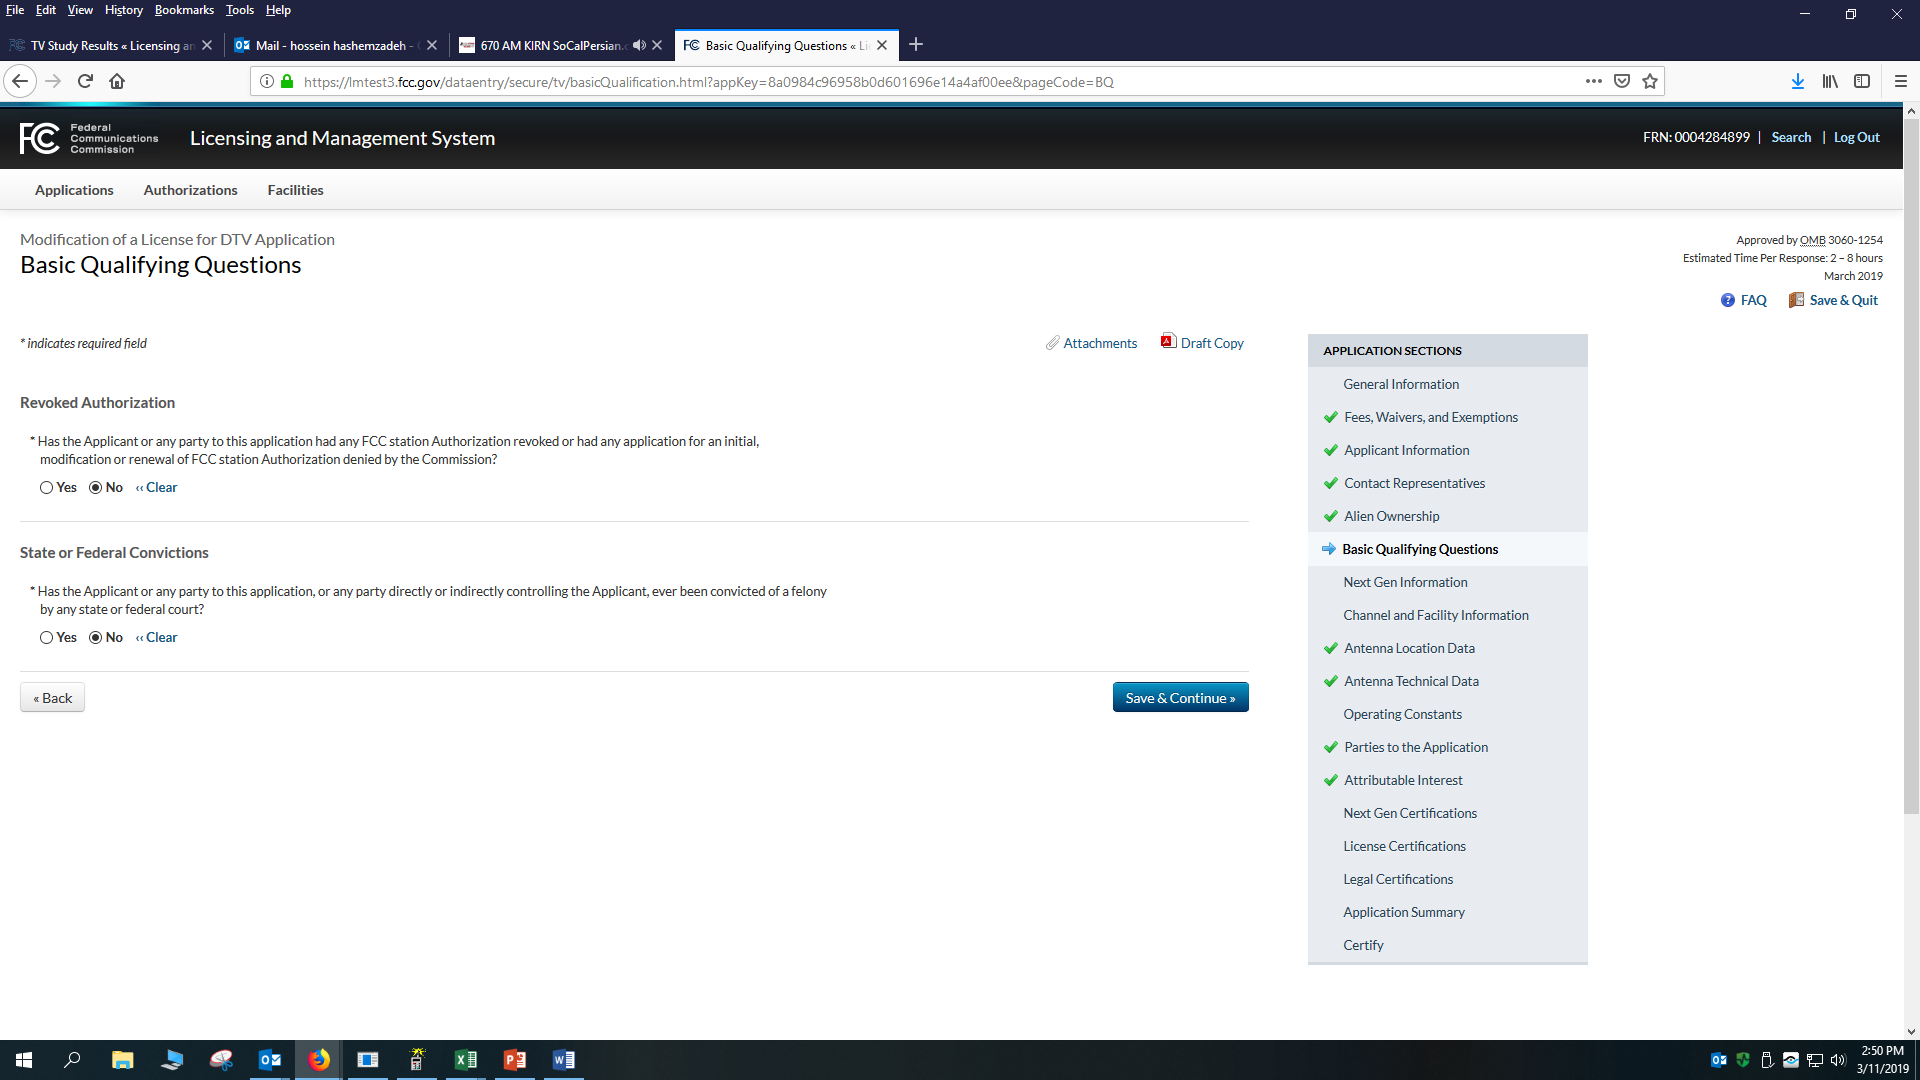 File Edit View History Bookmarks Tools Help
TV Study Results « Licensing an
Mail - hossein hashemzadeh -
670 AM KIRN SoCalPersian.
Basic Qualifying Questions « Li
https://lmtest3.fcc.gov/dataentry/secure/tv/basicQualification.html?appKey=8a0984c96958b0d601696e14a4af00ee&pageCode=BQ
FC Federal Communications Commission
Licensing and Management System
FRN: 0004284899 | Search | Log Out
Applications Authorizations Facilities
Modification of a License for DTV Application
Basic Qualifying Questions
Approved by OMB 3060-1254
Estimated Time Per Response: 2 – 8 hours
March 2019
FAQ Save & Quit
* indicates required field
Attachments Draft Copy
Revoked Authorization
* Has the Applicant or any party to this application had any FCC station Authorization revoked or had any application for an initial,
modification or renewal of FCC station Authorization denied by the Commission?
Yes No ‹‹ Clear
State or Federal Convictions
* Has the Applicant or any party to this application, or any party directly or indirectly controlling the Applicant, ever been convicted of a felony
by any state or federal court?
Yes No ‹‹ Clear
« Back
Save & Continue »
APPLICATION SECTIONS
General Information
Fees, Waivers, and Exemptions
Applicant Information
Contact Representatives
Alien Ownership
Basic Qualifying Questions
Next Gen Information
Channel and Facility Information
Antenna Location Data
Antenna Technical Data
Operating Constants
Parties to the Application
Attributable Interest
Next Gen Certifications
License Certifications
Legal Certifications
Application Summary
Certify
2:50 PM
3/11/2019